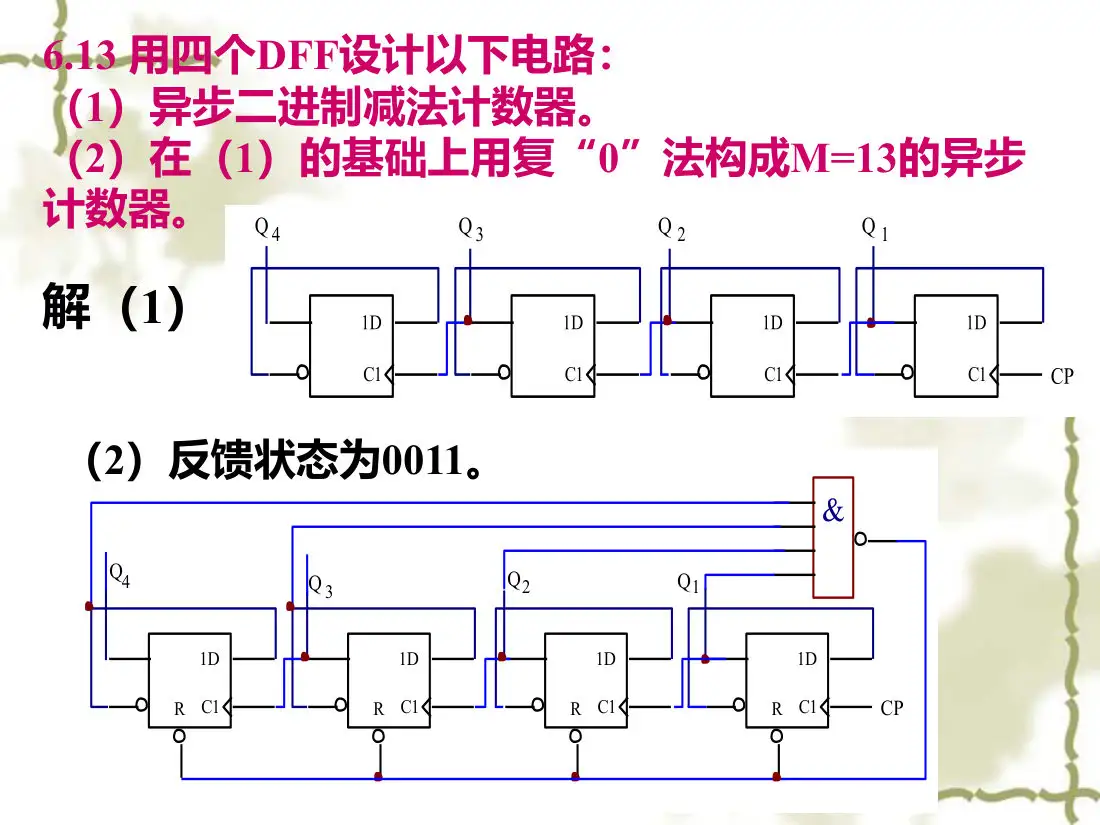 6.13 用四个DFF设计以下电路：
（1）异步二进制减法计数器。
（2）在（1）的基础上用复“0”法构成M=13的异步
计数器。
Q4 Q3 Q2 Q1
解（1）
1D 1D 1D 1D
C1 C1 C1 C1 CP
（2）反馈状态为0011。
&
Q4 Q3 Q2 Q1
1D 1D 1D 1D
R C1 R C1 R C1 R C1 CP